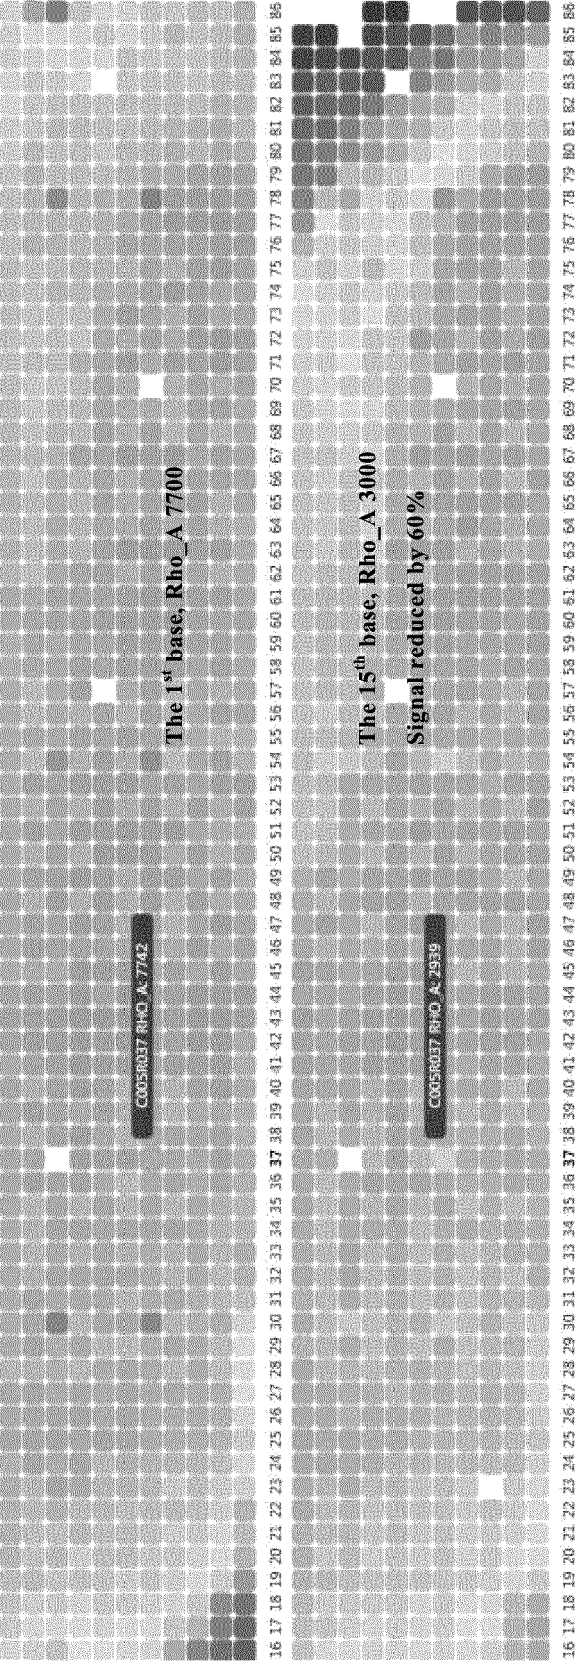 The 1st base, Rho_A 7700
C005R037 RHO_A: 7742
16 17 18 19 20 21 22 23 24 25 26 27 28 29 30 31 32 33 34 35 36 37 38 39 40 41 42 43 44 45 46 47 48 49 50 51 52 53 54 55 56 57 58 59 60 61 62 63 64 65 66 67 68 69 70 71 72 73 74 75 76 77 78 79 80 81 82 83 84 85 86
The 15th base, Rho_A 3000
Signal reduced by 60%
C005R037 RHO_A: 2939
16 17 18 19 20 21 22 23 24 25 26 27 28 29 30 31 32 33 34 35 36 37 38 39 40 41 42 43 44 45 46 47 48 49 50 51 52 53 54 55 56 57 58 59 60 61 62 63 64 65 66 67 68 69 70 71 72 73 74 75 76 77 78 79 80 81 82 83 84 85 86